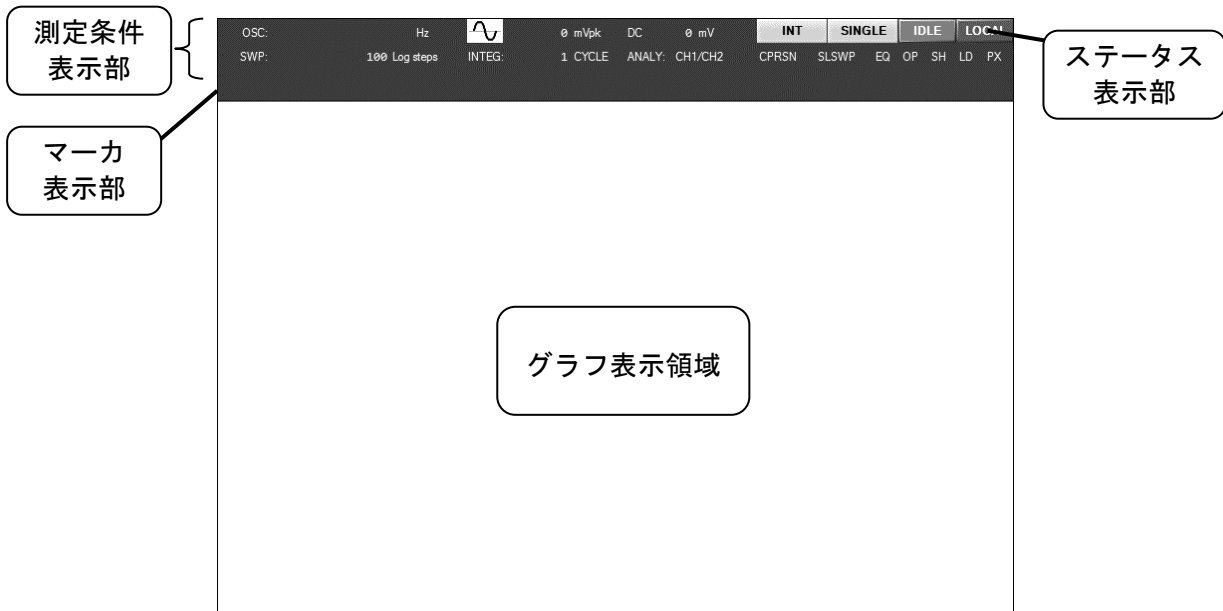 測定条件
表示部
OSC: Hz 0 mVpk DC 0 mV INT SINGLE IDLE LOCAL
SWP: 100 Log steps INTEG: 1 CYCLE ANALY: CH1/CH2 CPRSN SLSWP EQ OP SH LD PX
ステータス
表示部
マーカ
表示部
グラフ表示領域